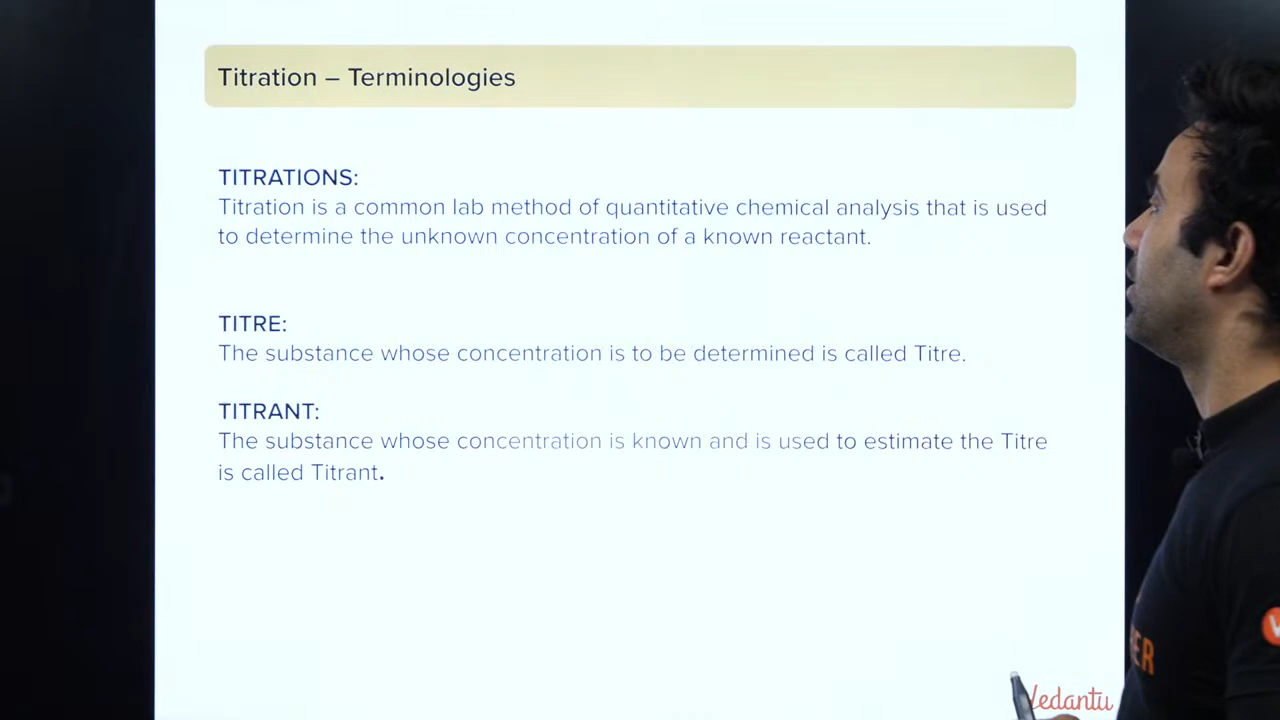 Titration – Terminologies
TITRATIONS:
Titration is a common lab method of quantitative chemical analysis that is used
to determine the unknown concentration of a known reactant.
TITRE:
The substance whose concentration is to be determined is called Titre.
TITRANT:
The substance whose concentration is known and is used to estimate the Titre
is called Titrant.
Vedantu